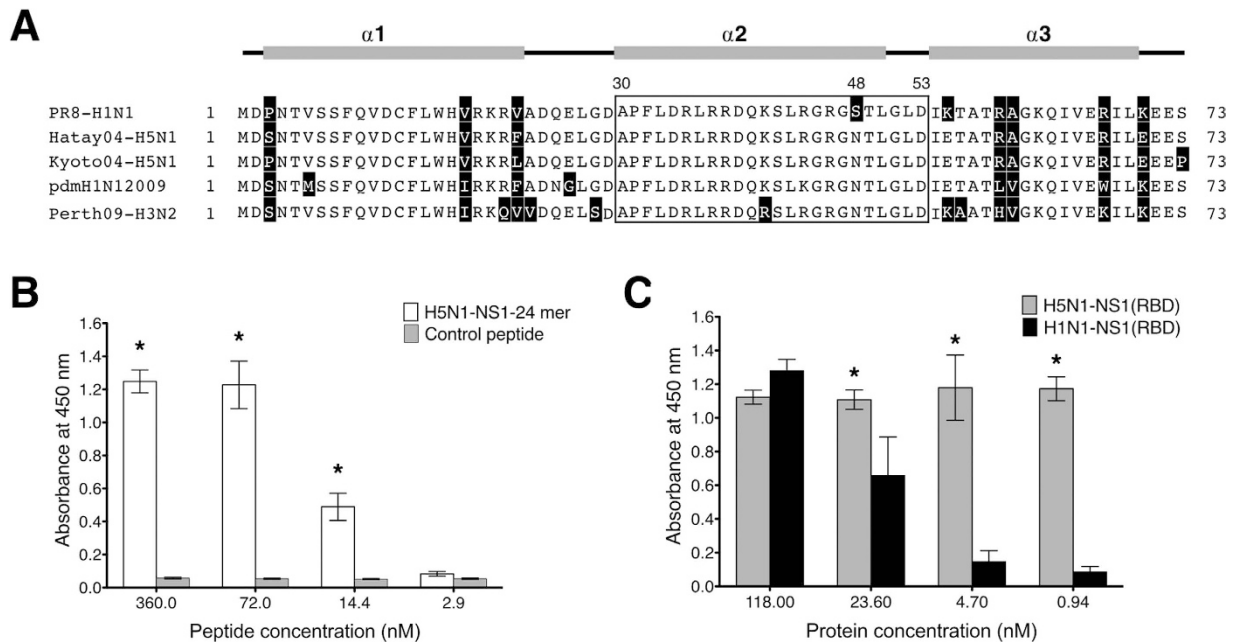 A
α1 α2 α3
30 48 53
PR8-H1N1 1 MDPNTVSSFQVDCFLWHVRKRVADQELGDAPFLDRLRRDQKSLRGRGSTLGLDIKTATRAGKQIVERILKEES 73
Hatay04-H5N1 1 MDSNTVSSFQVDCFLWHVRKRFADQELGDAPFLDRLRRDQKSLRGRGNTLGLDIETATRAGKQIVERILEEES 73
Kyoto04-H5N1 1 MDPNTVSSFQVDCFLWHVRKRLADQELGDAPFLDRLRRDQKSLRGRGNTLGLDIETATRAGKQIVERILEEEP 73
pdmH1N12009 1 MDSNTMSSFQVDCFLWHIRKRFADNGLGDAPFLDRLRRDQKSLKGRGNTLGLDIETATLVGKQIVEWILKEES 73
Perth09-H3N2 1 MDSNTVSSFQVDCFLWHIRKQVVDQELSDAPFLDRLRRDQRSLRGRGNTLGLDIKAATHVGKQIVEKILKEES 73
B
H5N1-NS1-24 mer
Control peptide
Absorbance at 450 nm
1.6
1.4
1.2
1.0
0.8
0.6
0.4
0.2
0.0
* * *
360.0 72.0 14.4 2.9
Peptide concentration (nM)
C
H5N1-NS1(RBD)
H1N1-NS1(RBD)
Absorbance at 450 nm
1.6
1.4
1.2
1.0
0.8
0.6
0.4
0.2
0.0
* * *
118.00 23.60 4.70 0.94
Protein concentration (nM)